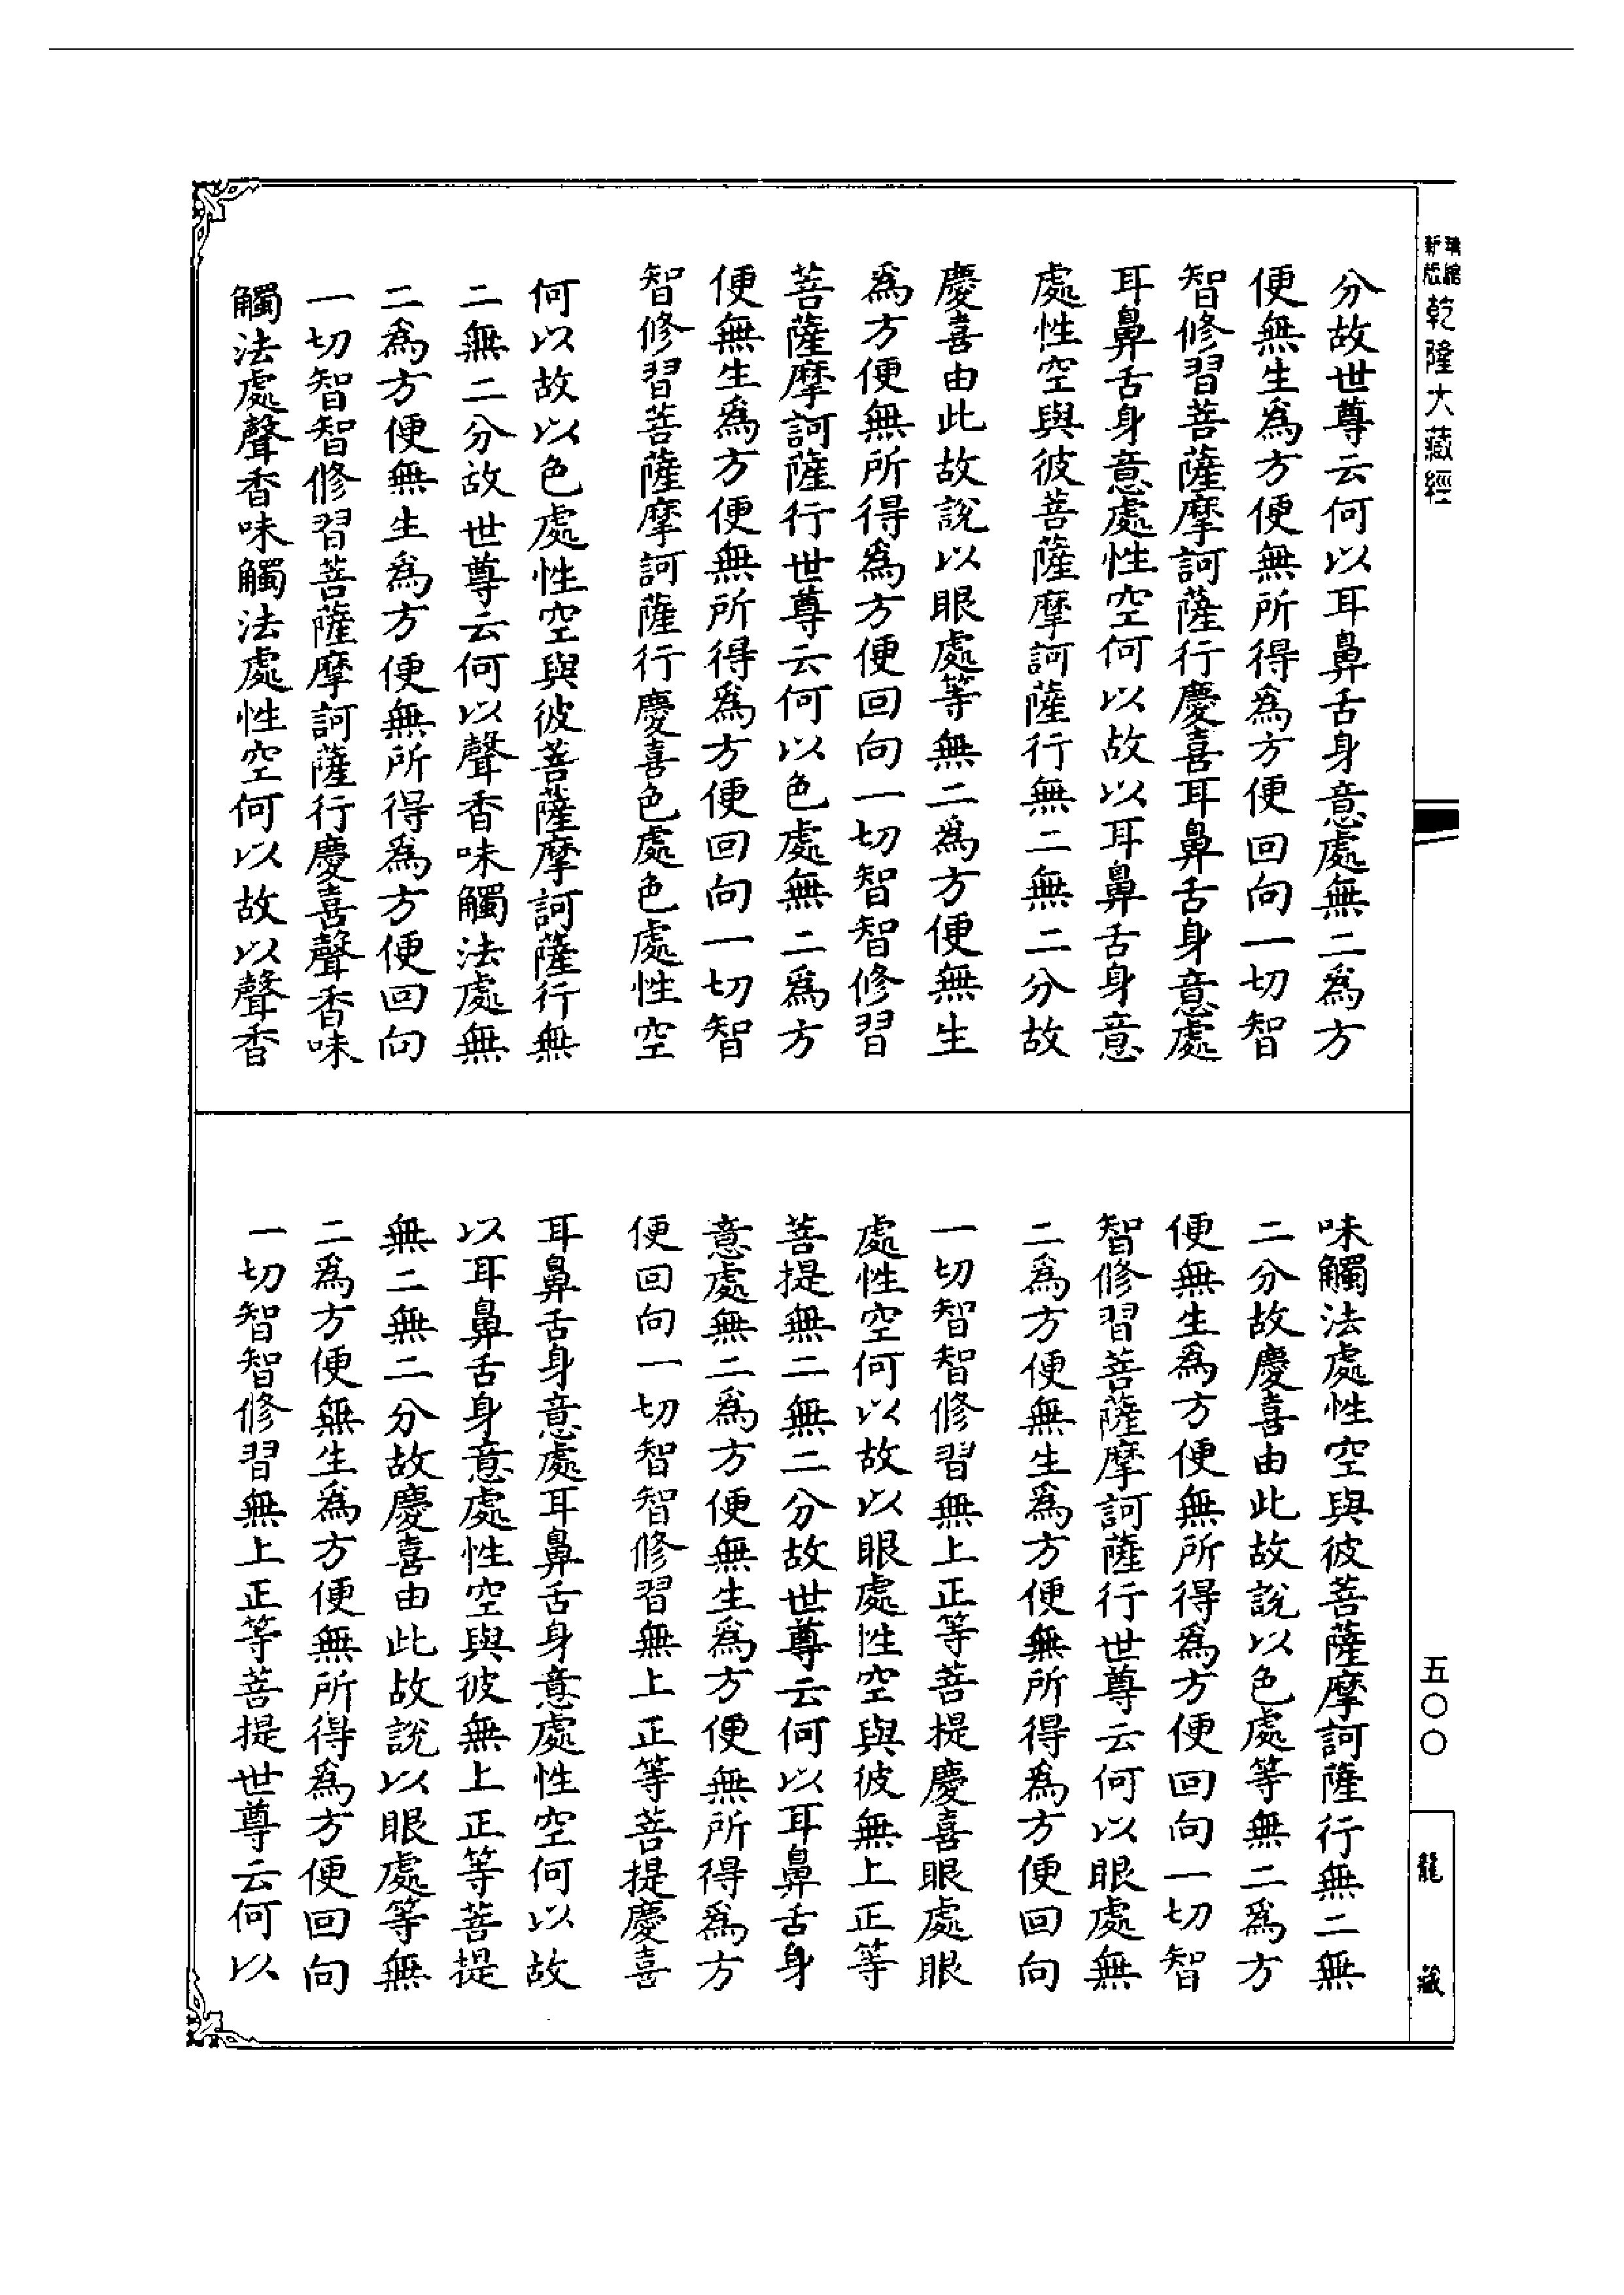 精縮新版乾隆大藏經
分故世尊云何以耳鼻舌身意處無二爲方
便無生爲方便無所得爲方便回向一切智
智修習菩薩摩訶薩行慶喜耳鼻舌身意處
耳鼻舌身意處性空何以故以耳鼻舌身意
處性空與彼菩薩摩訶薩行無二無二分故
慶喜由此故說以眼處等無二爲方便無生
爲方便無所得爲方便回向一切智智修習
菩薩摩訶薩行世尊云何以色處無二爲方
便無生爲方便無所得爲方便回向一切智
智修習菩薩摩訶薩行慶喜色處色處性空
何以故以色處性空與彼菩薩摩訶薩行無
二無二分故世尊云何以聲香味觸法處無
二爲方便無生爲方便無所得爲方便回向
一切智智修習菩薩摩訶薩行慶喜聲香味
觸法處聲香味觸法處性空何以故以聲香
味觸法處性空與彼菩薩摩訶薩行無二無
二分故慶喜由此故說以色處等無二爲方
便無生爲方便無所得爲方便回向一切智
智修習菩薩摩訶薩行世尊云何以眼處無
二爲方便無生爲方便無所得爲方便回向
一切智智修習無上正等菩提慶喜眼處眼
處性空何以故以眼處性空與彼無上正等
菩提無二無二分故世尊云何以耳鼻舌身
意處無二爲方便無生爲方便無所得爲方
便回向一切智智修習無上正等菩提慶喜
耳鼻舌身意處耳鼻舌身意處性空何以故
以耳鼻舌身意處性空與彼無上正等菩提
無二無二分故慶喜由此故說以眼處等無
二爲方便無生爲方便無所得爲方便回向
一切智智修習無上正等菩提世尊云何以
五〇〇
龍藏